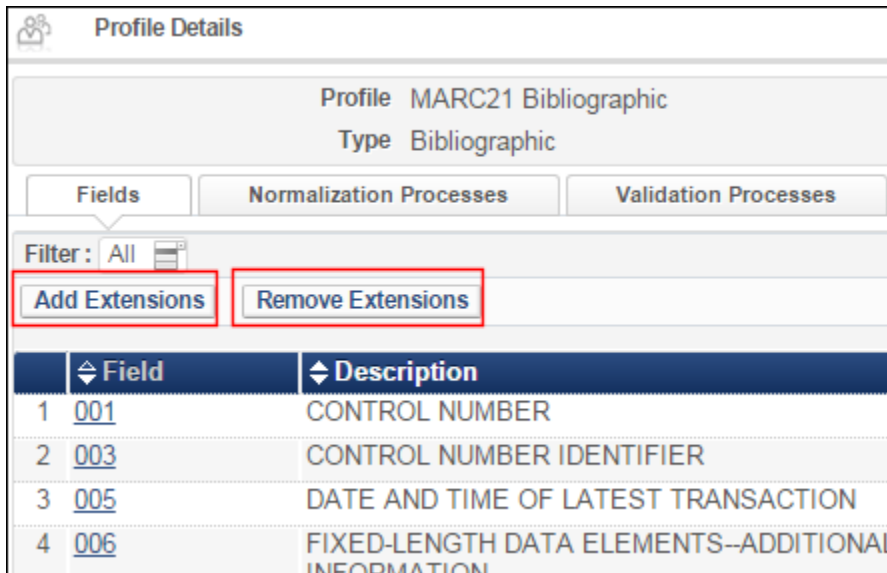 Profile Details
Profile MARC21 Bibliographic
Type Bibliographic
Fields Normalization Processes Validation Processes
Filter : All
Add Extensions Remove Extensions
Field Description
1 001 CONTROL NUMBER
2 003 CONTROL NUMBER IDENTIFIER
3 005 DATE AND TIME OF LATEST TRANSACTION
4 006 FIXED-LENGTH DATA ELEMENTS--ADDITIONAL
INFORMATION